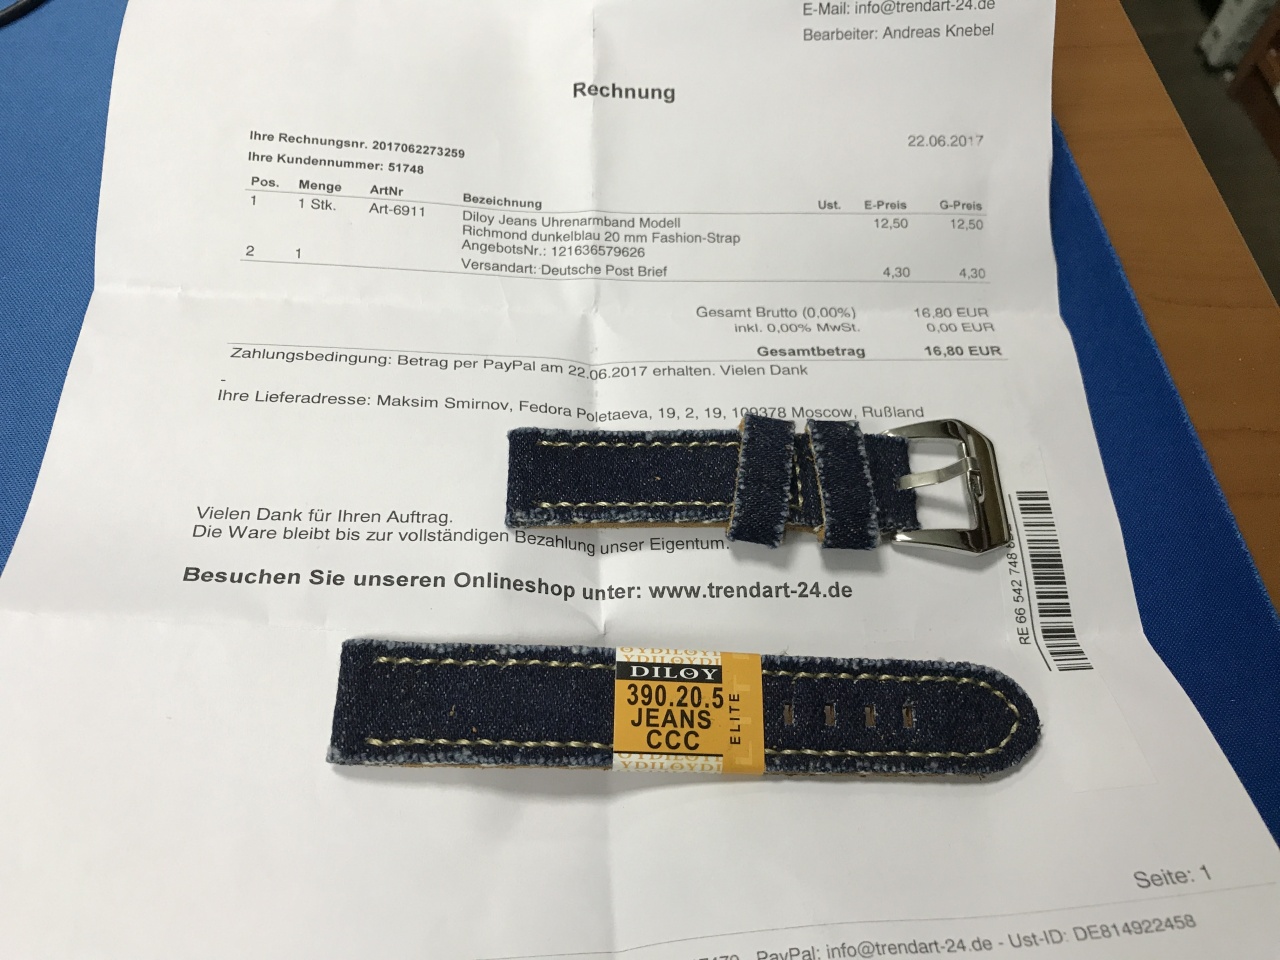 E-Mail: info@trendart-24.de
Bearbeiter: Andreas Knebel
Rechnung
Ihre Rechnungsnr. 2017062273259
22.06.2017
Ihre Kundennummer: 51748
Pos. Menge ArtNr Bezeichnung Ust. E-Preis G-Preis
1 1 Stk. Art-6911 Diloy Jeans Uhrenarmband Modell 12,50 12,50
Richmond dunkelblau 20 mm Fashion-Strap
AngebotsNr.: 121636579626
2 1 Versandart: Deutsche Post Brief 4,30 4,30
Gesamt Brutto (0,00%) 16,80 EUR
inkl. 0,00% MwSt. 0,00 EUR
Gesamtbetrag 16,80 EUR
Zahlungsbedingung: Betrag per PayPal am 22.06.2017 erhalten. Vielen Dank
-
Ihre Lieferadresse: Maksim Smirnov, Fedora Poletaeva, 19, 2, 19, 109378 Moscow, Rußland
Vielen Dank für Ihren Auftrag.
Die Ware bleibt bis zur vollständigen Bezahlung unser Eigentum.
Besuchen Sie unseren Onlineshop unter: www.trendart-24.de
RE 66 542 748
YDILOYDI
DILOY
390.20.5
JEANS
CCC
ELITE
YDILOYDI
Seite: 1
PayPal: info@trendart-24.de - Ust-ID: DE814922458